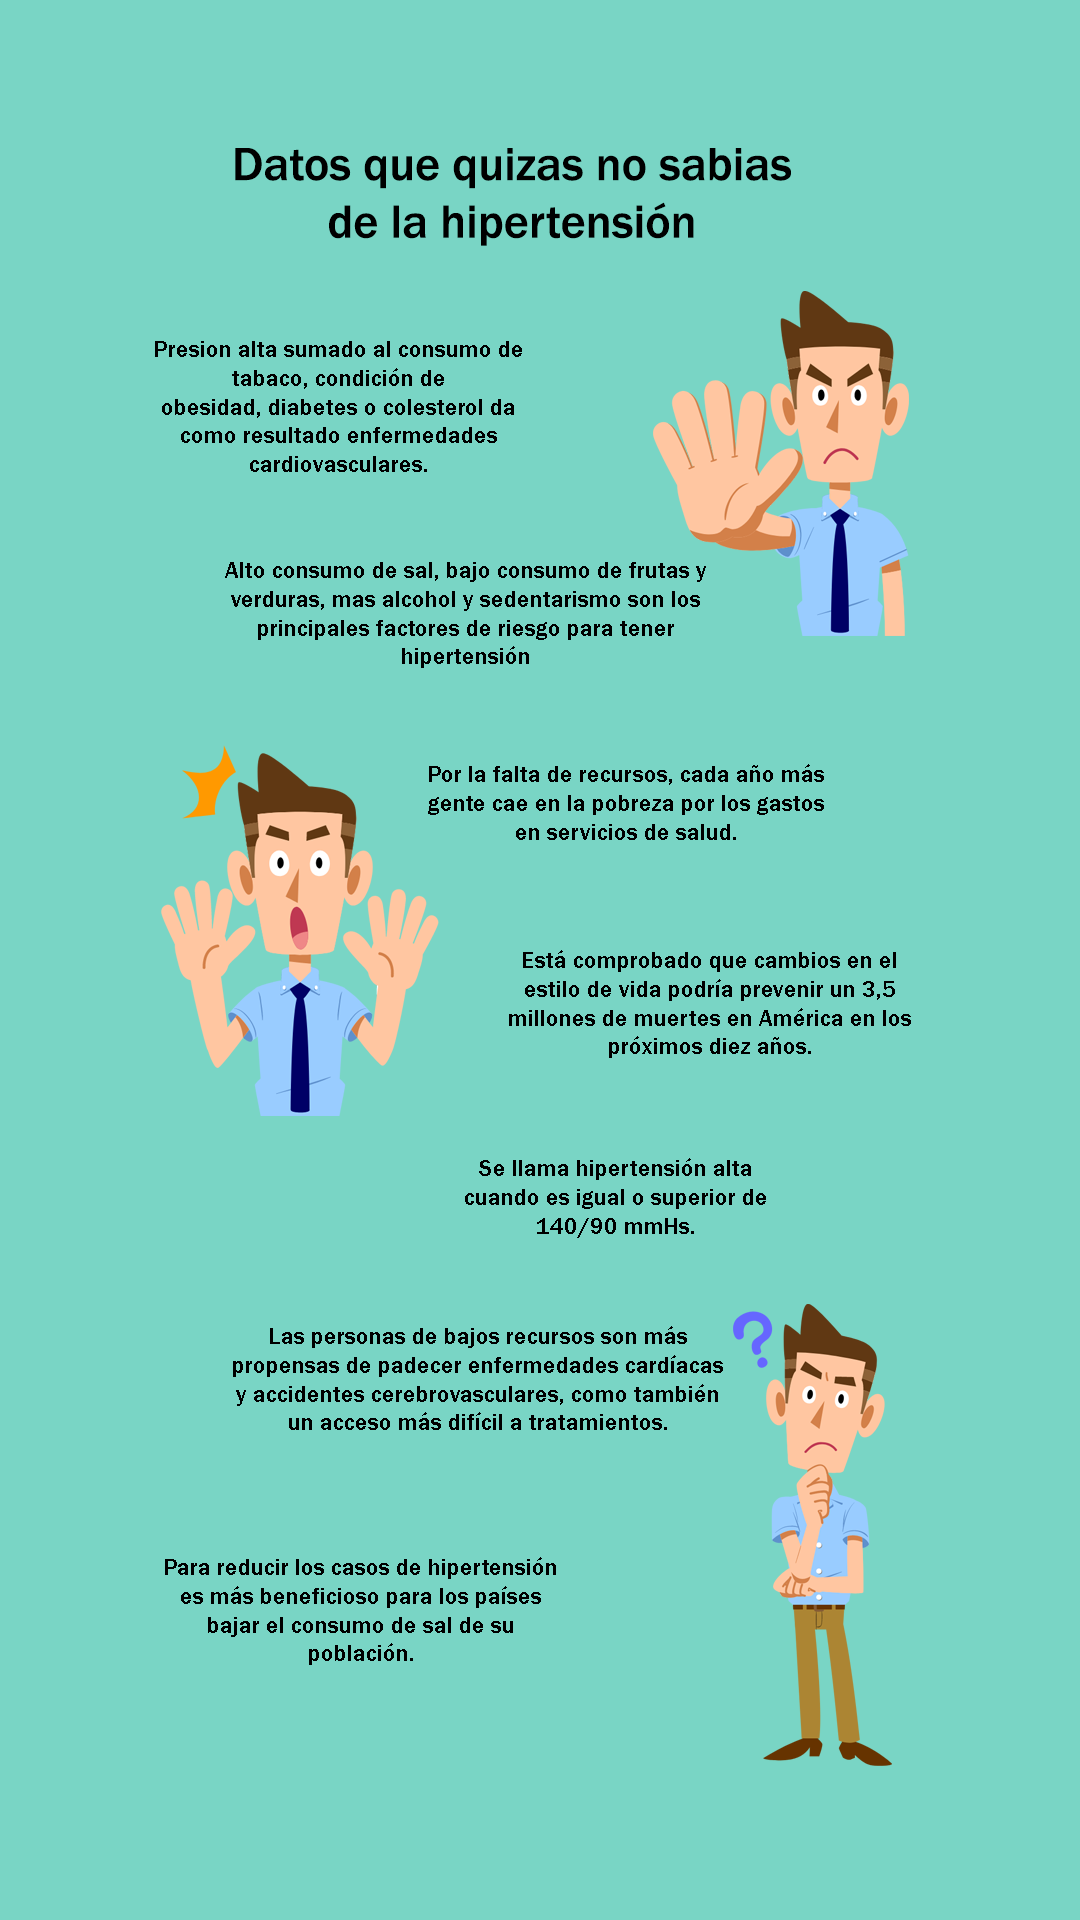 Datos que quizas no sabias
de la hipertensión
Presion alta sumado al consumo de
tabaco, condición de
obesidad, diabetes o colesterol da
como resultado enfermedades
cardiovasculares.
Alto consumo de sal, bajo consumo de frutas y
verduras, mas alcohol y sedentarismo son los
principales factores de riesgo para tener
hipertensión
Por la falta de recursos, cada año más
gente cae en la pobreza por los gastos
en servicios de salud.
Está comprobado que cambios en el
estilo de vida podría prevenir un 3,5
millones de muertes en América en los
próximos diez años.
Se llama hipertensión alta
cuando es igual o superior de
140/90 mmHs.
Las personas de bajos recursos son más
propensas de padecer enfermedades cardíacas
y accidentes cerebrovasculares, como también
un acceso más difícil a tratamientos.
Para reducir los casos de hipertensión
es más beneficioso para los países
bajar el consumo de sal de su
población.